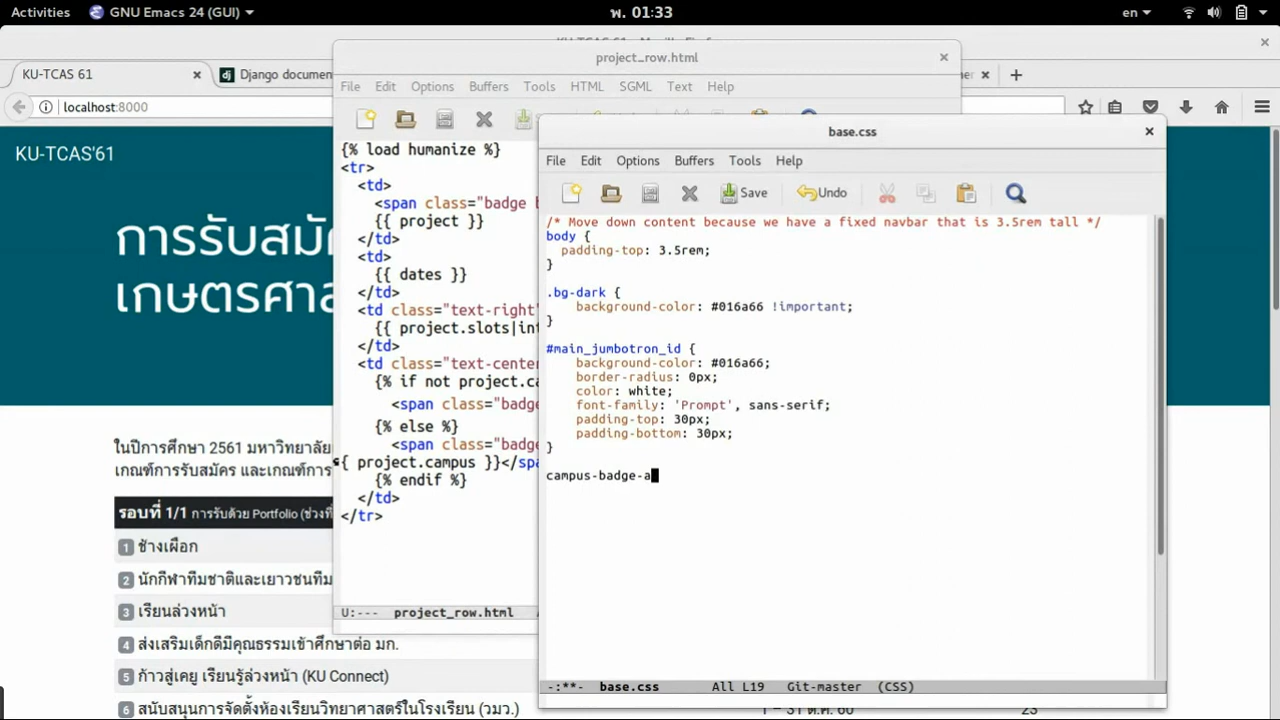 Activities GNU Emacs 24 (GUI) พ. 01:33 en
project_row.html
KU-TCAS 61 Django documen
File Edit Options Buffers Tools HTML SGML Text Help
localhost:8000
base.css
File Edit Options Buffers Tools Help
Save Undo
KU-TCAS'61
เกษตรศา
ในปีการศึกษา 2561 มหาวิทยาลัย
เกณฑ์การรับสมัคร และเกณฑ์การ
รอบที่ 1/1 การรับด้วย Portfolio (ช่วงที่
1 ช้างเผือก
2 นักกีฬาทีมชาติและเยาวชนทีม
3 เรียนล่วงหน้า
4 ส่งเสริมเด็กดีมีคุณธรรมเข้าศึกษาต่อ มก.
5 ก้าวสู่เคยู เรียนรู้ล่วงหน้า (KU Connect)
6 สนับสนุนการจัดตั้งห้องเรียนวิทยาศาสตร์ในโรงเรียน (วมว.)
{% load humanize %}
<tr>
<td>
<span class="badge b
{{ project }}
</td>
<td>
{{ dates }}
</td>
<td class="text-right"
{{ project.slots|int
</td>
<td class="text-cente
{% if not project.ca
<span class="badge
{% else %}
<span class="badge
{ project.campus }}</spa
{% endif %}
</td>
</tr>
U:--- project_row.html
/* Move down content because we have a fixed navbar that is 3.5rem tall */
body {
padding-top: 3.5rem;
}
.bg-dark {
background-color: #016a66 !important;
}
#main_jumbotron_id {
background-color: #016a66;
border-radius: 0px;
color: white;
font-family: 'Prompt', sans-serif;
padding-top: 30px;
padding-bottom: 30px;
}
campus-badge-a
-:**- base.css All L19 Git-master (CSS)